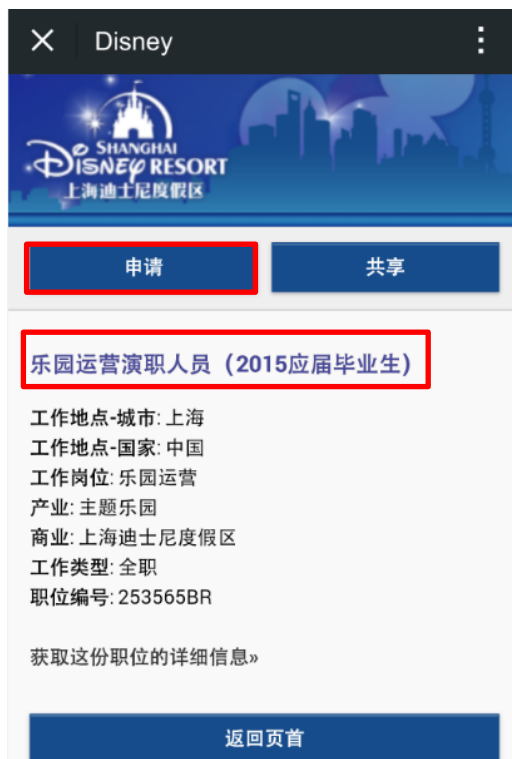 Disney
SHANGHAI
DISNEY RESORT
上海迪士尼度假区
申请
共享
乐园运营演职人员（2015应届毕业生）
工作地点-城市: 上海
工作地点-国家: 中国
工作岗位: 乐园运营
产业: 主题乐园
商业: 上海迪士尼度假区
工作类型: 全职
职位编号: 253565BR
获取这份职位的详细信息»
返回页首